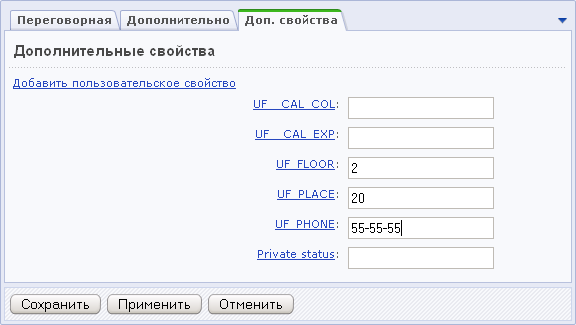 Переговорная Дополнительно Доп. свойства
Дополнительные свойства
Добавить пользовательское свойство
UF__CAL_COL:
UF__CAL_EXP:
UF_FLOOR: 2
UF_PLACE: 20
UF_PHONE: 55-55-55
Private status:
Сохранить Применить Отменить